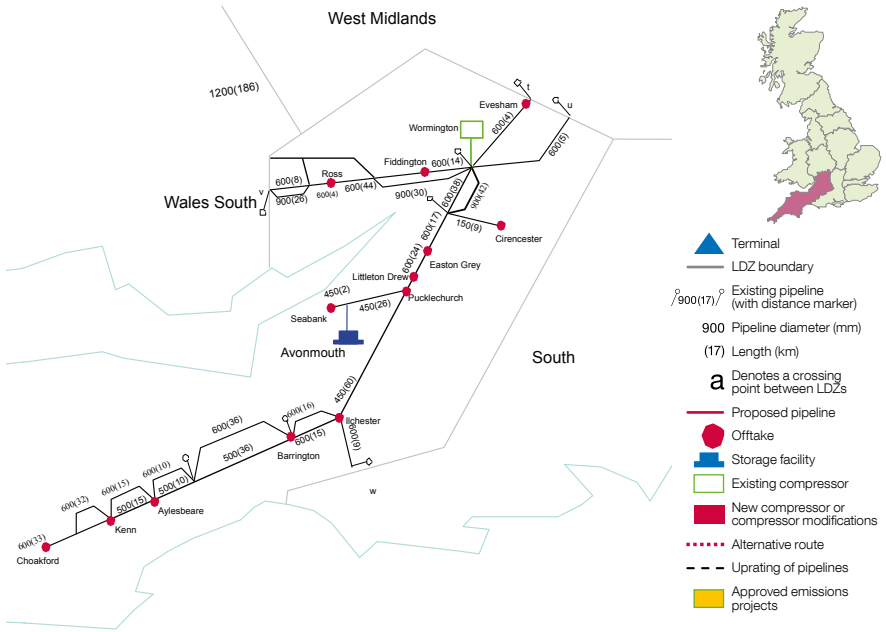 West Midlands
1200(186)
t
Evesham
u
Wormington
600(4)
600(5)
Fiddington
600(14)
Ross
600(8)
600(44)
600(4)
v
900(26)
900(30)
600(38)
900(42)
Wales South
150(9)
Cirencester
600(17)
600(24)
Easton Grey
Littleton Drew
Pucklechurch
450(2)
450(26)
Seabank
Avonmouth
South
450(60)
600(16)
Ilchester
600(36)
600(15)
600(9)
Barrington
500(36)
w
600(10)
500(10)
600(15)
500(15)
Aylesbeare
600(32)
Kenn
600(33)
Choakford
Terminal
LDZ boundary
900(17)
Existing pipeline
(with distance marker)
900 Pipeline diameter (mm)
(17) Length (km)
a Denotes a crossing
point between LDZs
Proposed pipeline
Offtake
Storage facility
Existing compressor
New compressor or
compressor modifications
Alternative route
Uprating of pipelines
Approved emissions
projects